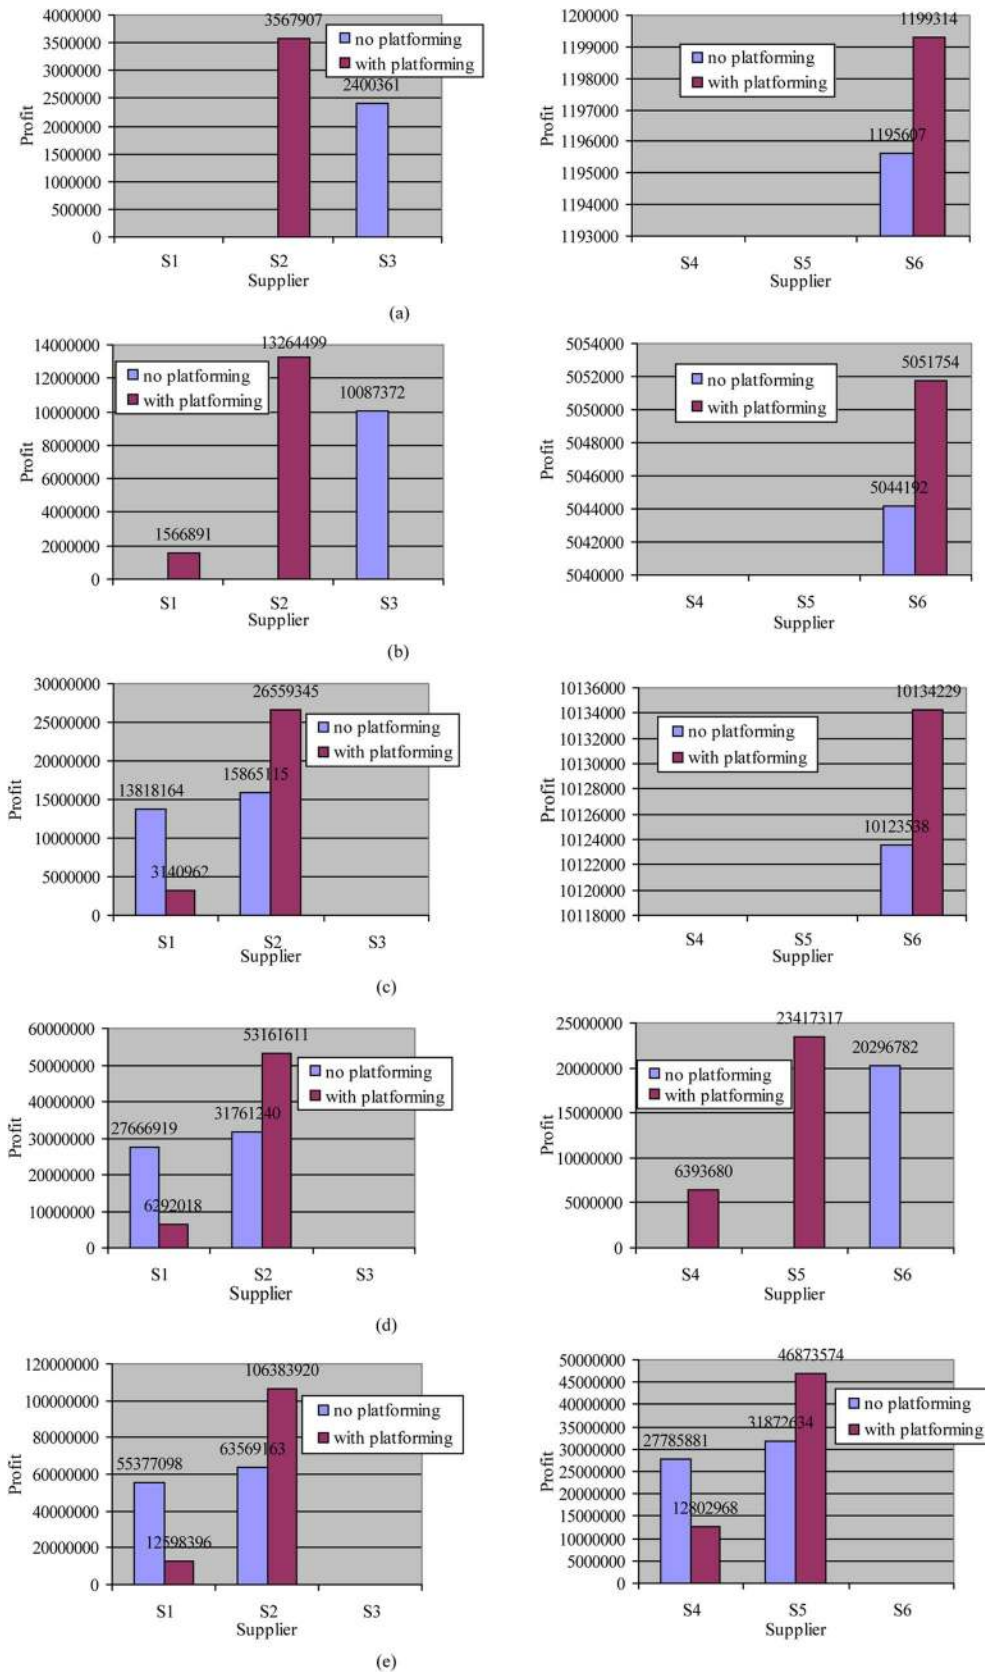 4000000
3500000
3000000
2500000
2000000
1500000
1000000
500000
0
Profit
3567907
2400361
no platforming
with platforming
S1 S2 S3
Supplier
1200000
1199000
1198000
1197000
1196000
1195000
1194000
1193000
Profit
1199314
1195607
no platforming
with platforming
S4 S5 S6
Supplier
(a)
14000000
12000000
10000000
8000000
6000000
4000000
2000000
0
Profit
13264499
10087372
1566891
no platforming
with platforming
S1 S2 S3
Supplier
5054000
5052000
5050000
5048000
5046000
5044000
5042000
5040000
Profit
5051754
5044192
no platforming
with platforming
S4 S5 S6
Supplier
(b)
30000000
25000000
20000000
15000000
10000000
5000000
0
Profit
26559345
15865115
13818164
3140962
no platforming
with platforming
S1 S2 S3
Supplier
10136000
10134000
10132000
10130000
10128000
10126000
10124000
10122000
10120000
10118000
Profit
10134229
10123538
no platforming
with platforming
S4 S5 S6
Supplier
(c)
60000000
50000000
40000000
30000000
20000000
10000000
0
Profit
53161611
31761240
27666919
6292018
no platforming
with platforming
S1 S2 S3
Supplier
25000000
20000000
15000000
10000000
5000000
0
Profit
23417317
20296782
6393680
no platforming
with platforming
S4 S5 S6
Supplier
(d)
120000000
100000000
80000000
60000000
40000000
20000000
0
Profit
106383920
63569163
55377098
12598396
no platforming
with platforming
S1 S2 S3
Supplier
50000000
45000000
40000000
35000000
30000000
25000000
20000000
15000000
10000000
5000000
0
Profit
46873574
31872634
27785881
12802968
no platforming
with platforming
S4 S5 S6
Supplier
(e)